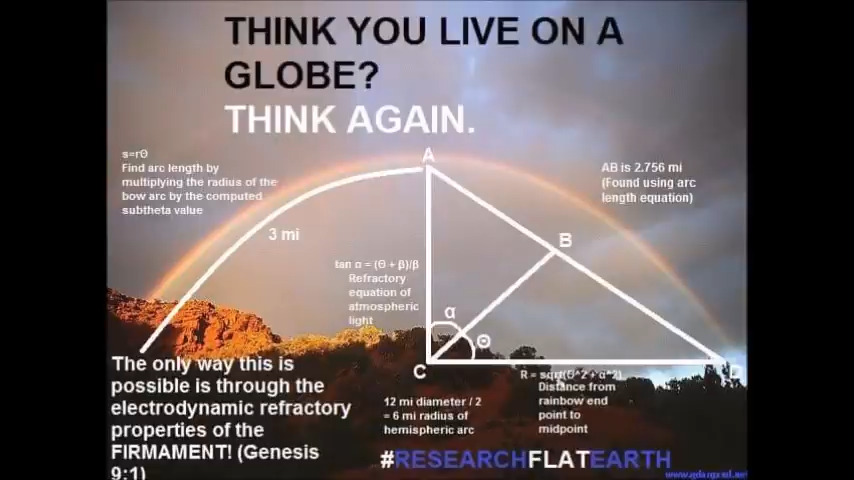 THINK YOU LIVE ON A
GLOBE?
THINK AGAIN.
s=rΘ
Find arc length by
multiplying the radius of the
bow arc by the computed
subtheta value
A
AB is 2.756 mi
(Found using arc
length equation)
3 mi
B
tan α = (Θ + β)/β
Refractory
equation of
atmospheric
light
α
Θ
C
D
The only way this is
possible is through the
electrodynamic refractory
properties of the
FIRMAMENT! (Genesis
9:1)
12 mi diameter / 2
= 6 mi radius of
hemispheric arc
R = sqrt(Θ^2 + α^2)
Distance from
rainbow end
point to
midpoint
#RESEARCHFLATEARTH